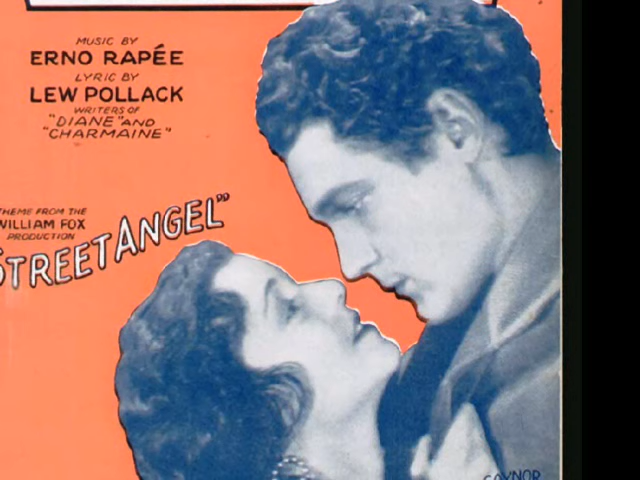 MUSIC BY
ERNO RAPÉE
LYRIC BY
LEW POLLACK
WRITERS OF
"DIANE" AND
"CHARMAINE"
THEME FROM THE
WILLIAM FOX
PRODUCTION
STREET ANGEL"
GAYNOR